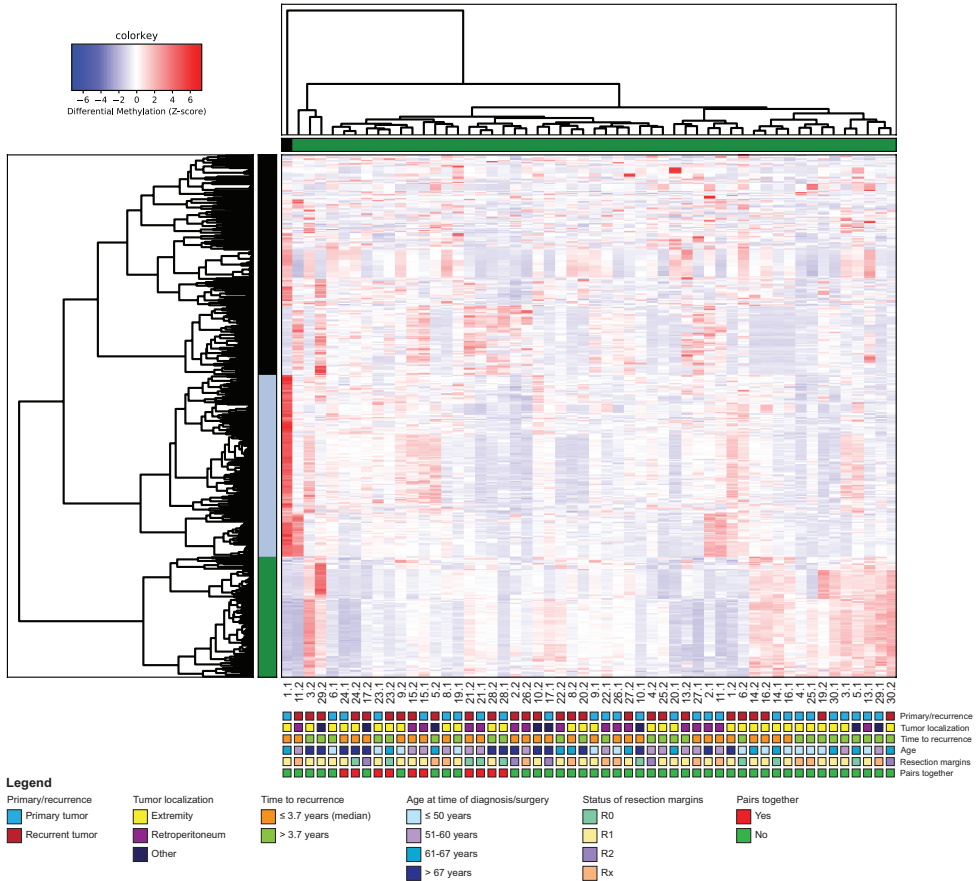 colorkey
−6 −4 −2 0 2 4 6
Differential Methylation (Z-score)
1.1 11.2 3.2 29.2 6.1 24.1 24.2 17.2 23.1 23.2 9.2 15.2 15.1 5.2 8.1 19.1 21.2 21.1 28.2 2.2 26.2 10.2 17.1 22.2 8.2 20.2 9.1 22.1 26.1 27.2 10.1 4.2 25.2 20.1 13.2 27.1 2.1 11.1 1.2 6.2 14.2 16.2 14.1 16.1 4.1 25.1 19.2 30.1 3.1 5.1 13.1 29.1 30.2
Primary/recurrence
Tumor localization
Time to recurrence
Age
Resection margins
Pairs together
Legend
Primary/recurrence
Primary tumor
Recurrent tumor
Tumor localization
Extremity
Retroperitoneum
Other
Time to recurrence
≤ 3.7 years (median)
> 3.7 years
Age at time of diagnosis/surgery
≤ 50 years
51-60 years
61-67 years
> 67 years
Status of resection margins
R0
R1
R2
Rx
Pairs together
Yes
No